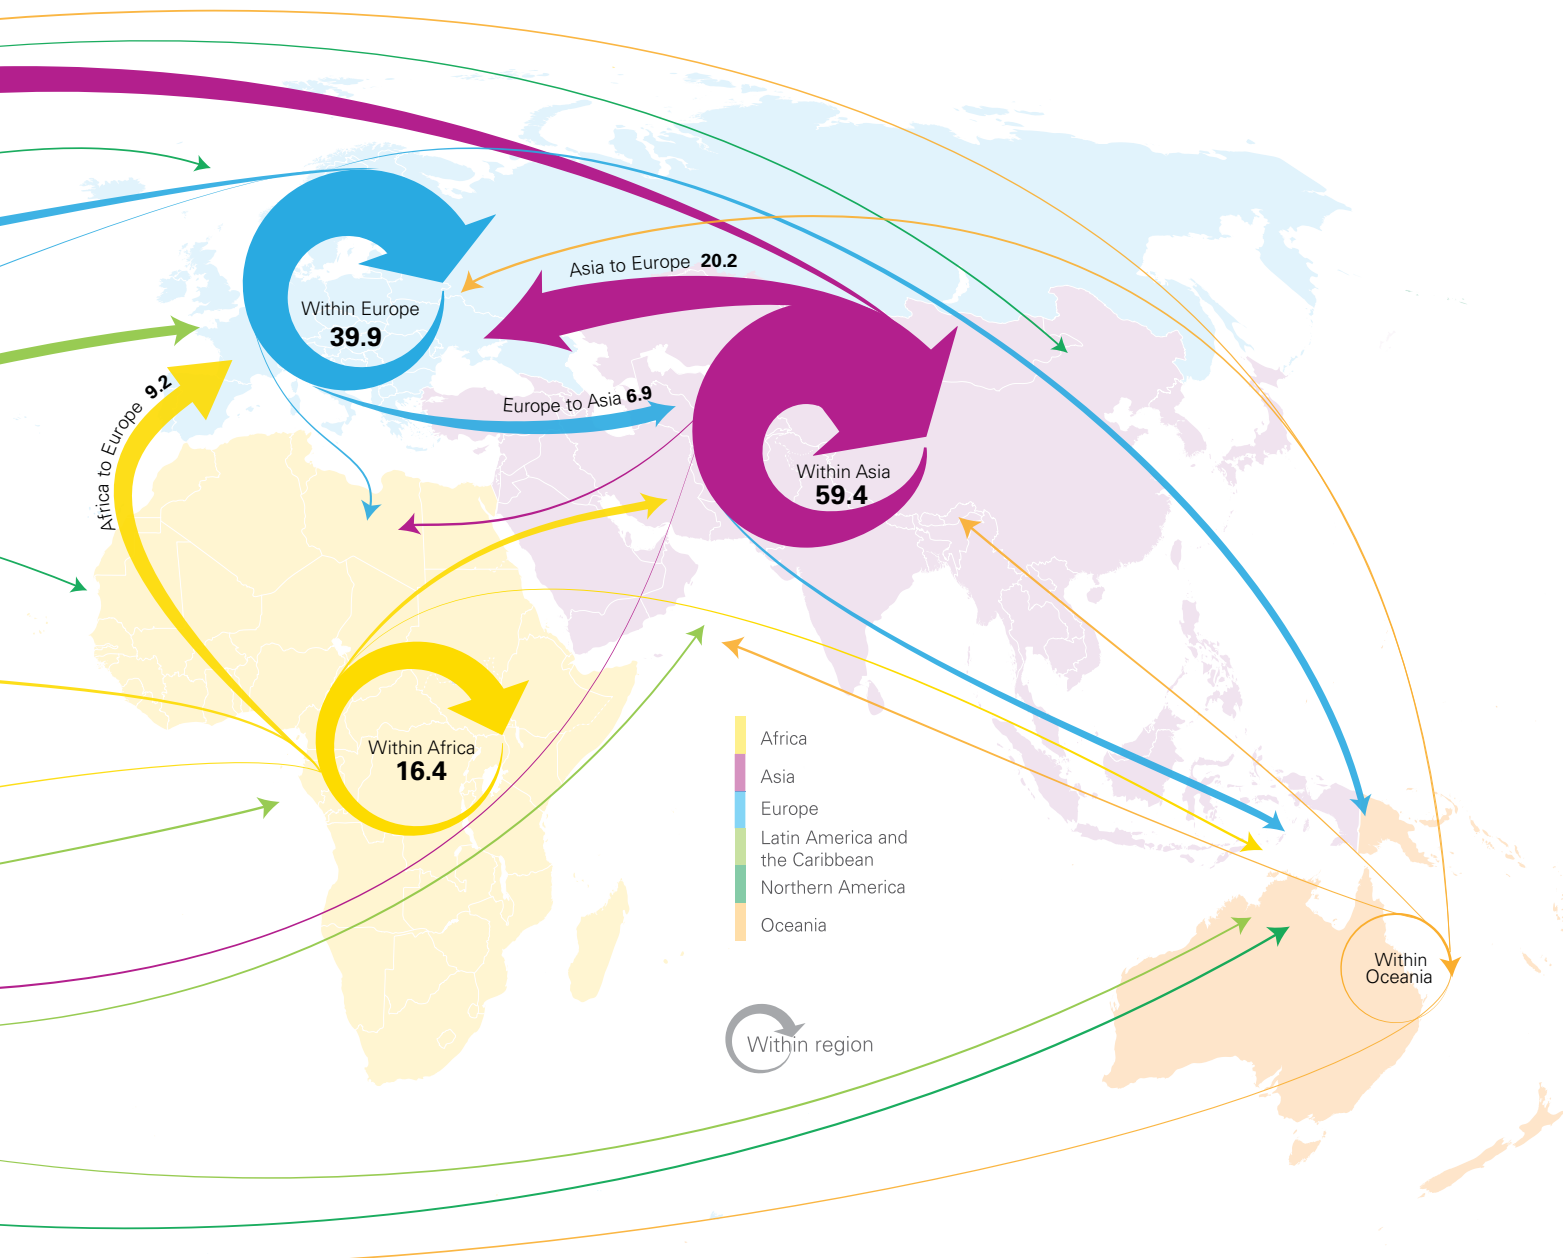 Asia to Europe 20.2
Within Europe
39.9
Africa to Europe 9.2
Europe to Asia 6.9
Within Asia
59.4
Within Africa
16.4
Africa
Asia
Europe
Latin America and
the Caribbean
Northern America
Oceania
Within
Oceania
Within region